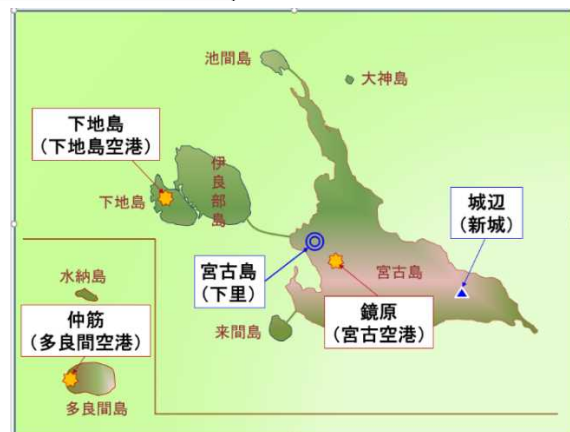 池間島
大神島
下地島
(下地島空港)
伊良部島
下地島
城辺
(新城)
宮古島
(下里)
宮古島
水納島
鏡原
(宮古空港)
仲筋
(多良間空港)
来間島
多良間島